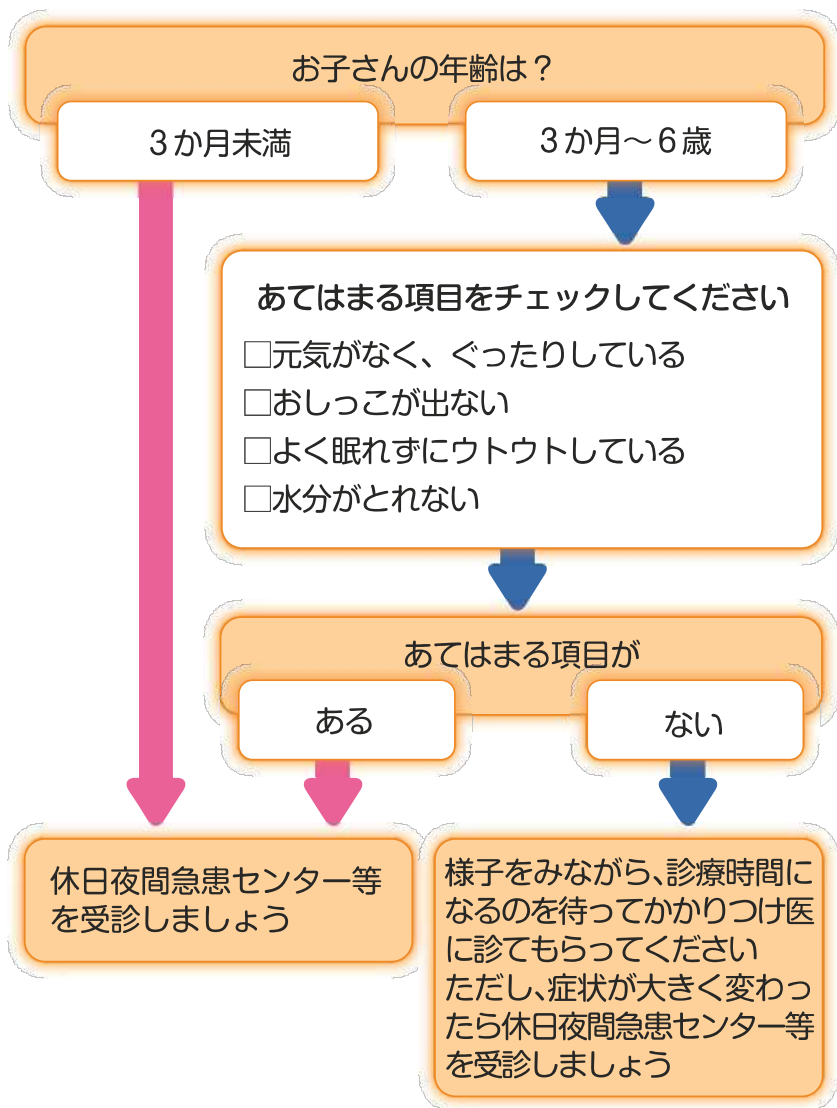 お子さんの年齢は？
３か月未満
３か月～６歳
あてはまる項目をチェックしてください
□元気がなく、ぐったりしている
□おしっこが出ない
□よく眠れずにウトウトしている
□水分がとれない
あてはまる項目が
ある
ない
休日夜間急患センター等
を受診しましょう
様子をみながら、診療時間に
なるのを待ってかかりつけ医
に診てもらってください
ただし、症状が大きく変わっ
たら休日夜間急患センター等
を受診しましょう